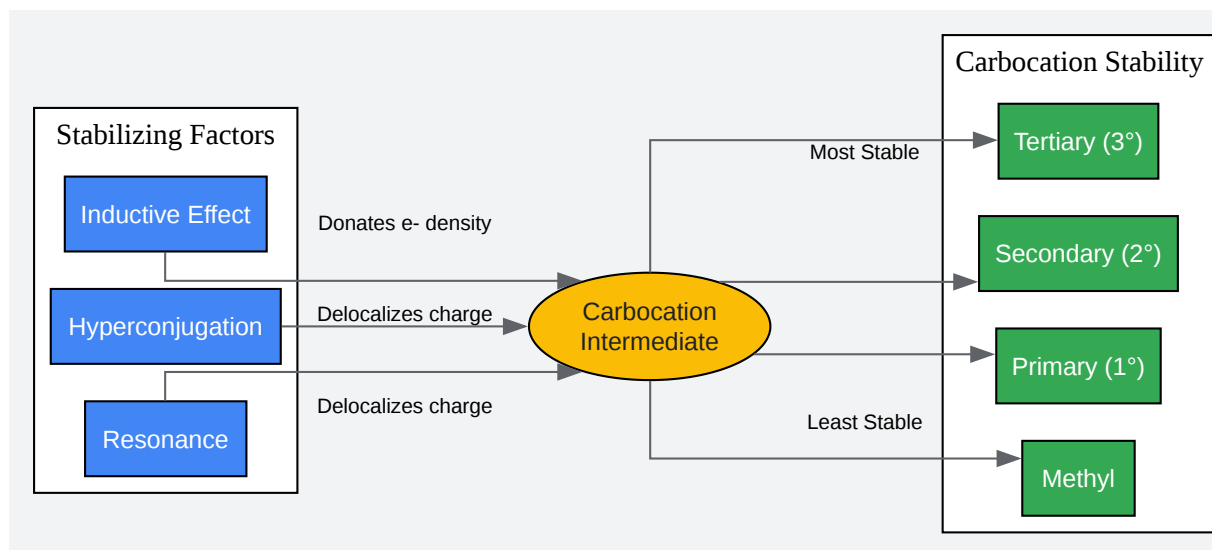 Stabilizing Factors
Inductive Effect
Hyperconjugation
Resonance
Donates e- density
Delocalizes charge
Delocalizes charge
Carbocation
Intermediate
Most Stable
Least Stable
Carbocation Stability
Tertiary (3°)
Secondary (2°)
Primary (1°)
Methyl